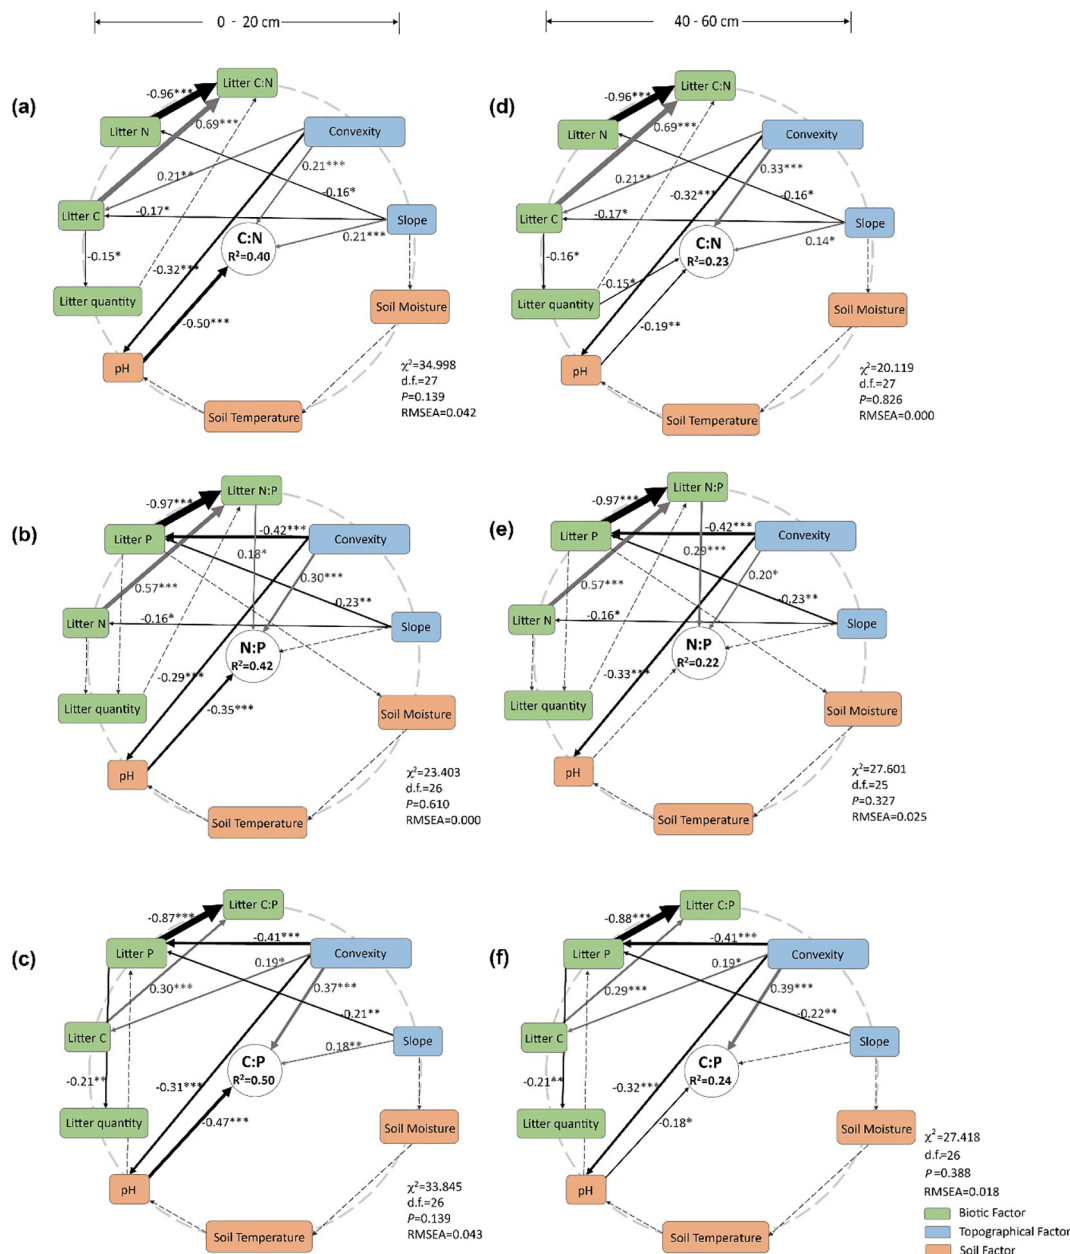 0 - 20 cm
40 - 60 cm
(a)
Litter C:N
-0.96***
Litter N
0.69***
Convexity
0.21**
0.21***
-0.16*
Litter C
-0.17*
Slope
C:N
R²=0.40
0.21***
-0.15*
-0.32***
Litter quantity
Soil Moisture
-0.50***
pH
Soil Temperature
χ²=34.998
d.f.=27
P=0.139
RMSEA=0.042
(d)
Litter C:N
-0.96***
Litter N
0.69***
Convexity
0.21**
0.33***
-0.32***
-0.16*
Litter C
-0.17*
Slope
C:N
R²=0.23
0.14*
-0.16*
-0.15*
Litter quantity
Soil Moisture
-0.19**
pH
Soil Temperature
χ²=20.119
d.f.=27
P=0.826
RMSEA=0.000
(b)
Litter N:P
-0.97***
Litter P
-0.42***
Convexity
0.18*
0.57***
0.30***
-0.23**
Litter N
-0.16*
Slope
N:P
R²=0.42
-0.29***
Litter quantity
-0.35***
Soil Moisture
pH
Soil Temperature
χ²=23.403
d.f.=26
P=0.610
RMSEA=0.000
(e)
Litter N:P
-0.97***
Litter P
-0.42***
Convexity
0.29***
0.57***
0.20*
-0.23**
Litter N
-0.16*
Slope
N:P
R²=0.22
-0.33***
Litter quantity
Soil Moisture
pH
Soil Temperature
χ²=27.601
d.f.=25
P=0.327
RMSEA=0.025
(c)
Litter C:P
-0.87***
Litter P
-0.41***
Convexity
0.19*
0.30***
0.37***
-0.21**
Litter C
Slope
0.18**
C:P
R²=0.50
-0.21**
-0.31***
Litter quantity
-0.47***
Soil Moisture
pH
Soil Temperature
χ²=33.845
d.f.=26
P=0.139
RMSEA=0.043
(f)
Litter C:P
-0.88***
Litter P
-0.41***
Convexity
0.19*
0.29***
0.39***
-0.22**
Litter C
Slope
C:P
R²=0.24
-0.21**
-0.32***
Litter quantity
-0.18*
Soil Moisture
pH
Soil Temperature
χ²=27.418
d.f.=26
P=0.388
RMSEA=0.018
Biotic Factor
Topographical Factor
Soil Factor